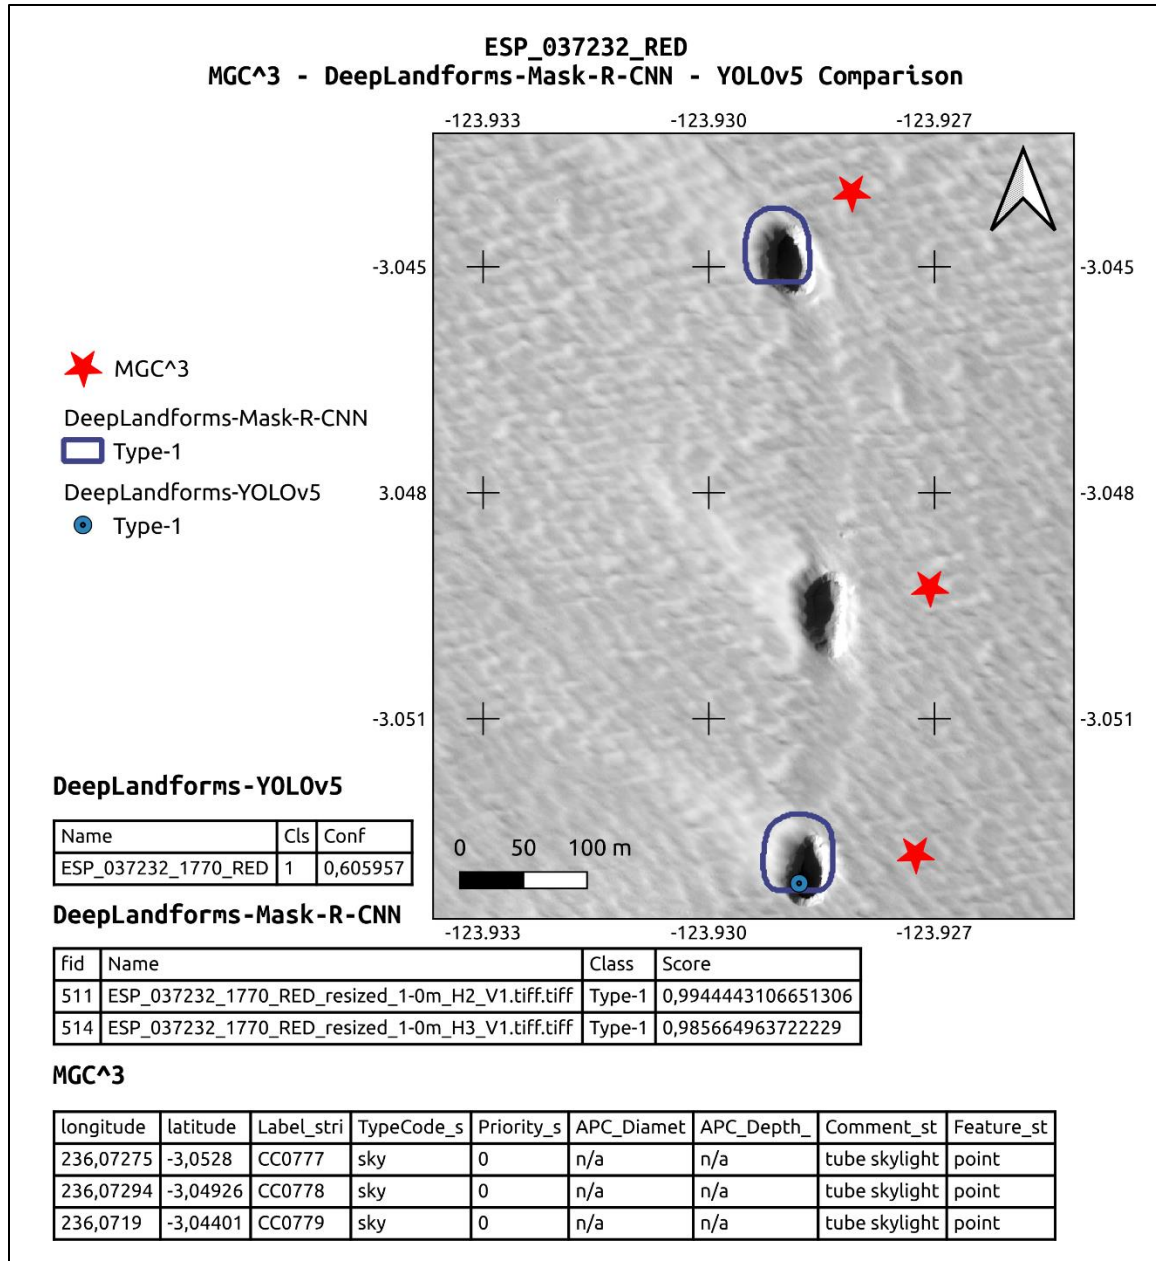 ESP_037232_RED
MGC^3 - DeepLandforms-Mask-R-CNN - YOLOv5 Comparison
-123.933 -123.930 -123.927
-3.045 -3.045
MGC^3
DeepLandforms-Mask-R-CNN
Type-1
DeepLandforms-YOLOv5
Type-1
3.048 -3.048
-3.051 -3.051
0 50 100 m
-123.933 -123.930 -123.927
DeepLandforms-YOLOv5
Name Cls Conf
ESP_037232_1770_RED 1 0,605957
DeepLandforms-Mask-R-CNN
fid Name Class Score
511 ESP_037232_1770_RED_resized_1-0m_H2_V1.tiff.tiff Type-1 0,9944443106651306
514 ESP_037232_1770_RED_resized_1-0m_H3_V1.tiff.tiff Type-1 0,985664963722229
MGC^3
longitude latitude Label_stri TypeCode_s Priority_s APC_Diamet APC_Depth_ Comment_st Feature_st
236,07275 -3,0528 CC0777 sky 0 n/a n/a tube skylight point
236,07294 -3,04926 CC0778 sky 0 n/a n/a tube skylight point
236,0719 -3,04401 CC0779 sky 0 n/a n/a tube skylight point